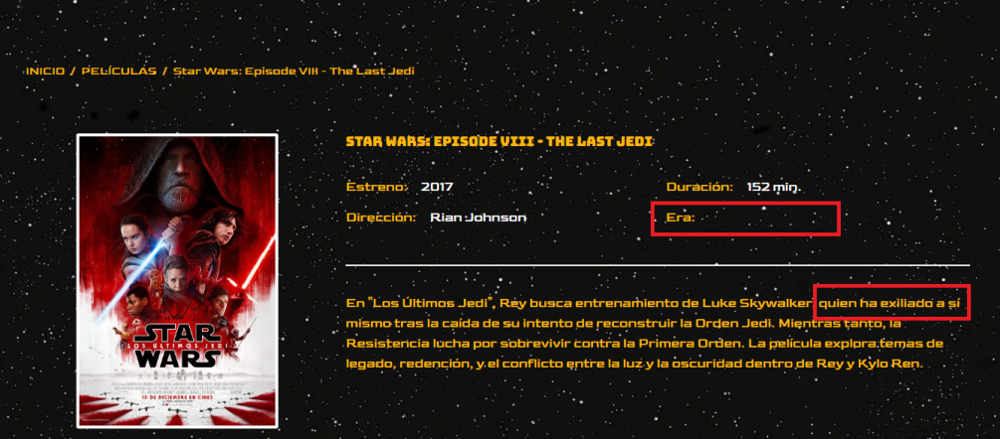 INICIO / PELÍCULAS / Star Wars: Episode VIII - The Last Jedi
STAR WARS: EPISODE VIII - THE LAST JEDI
Estreno: 2017
Duración: 152 min.
Dirección: Rian Johnson
Era:
En "Los Últimos Jedi", Rey busca entrenamiento de Luke Skywalker, quien ha exiliado a sí
mismo tras la caída de su intento de reconstruir la Orden Jedi. Mientras tanto, la
Resistencia lucha por sobrevivir contra la Primera Orden. La película explora temas de
legado, redención, y el conflicto entre la luz y la oscuridad dentro de Rey y Kylo Ren.
STAR
LOS ÚLTIMOS JEDI
WARS
15 DE DICIEMBRE EN CINES